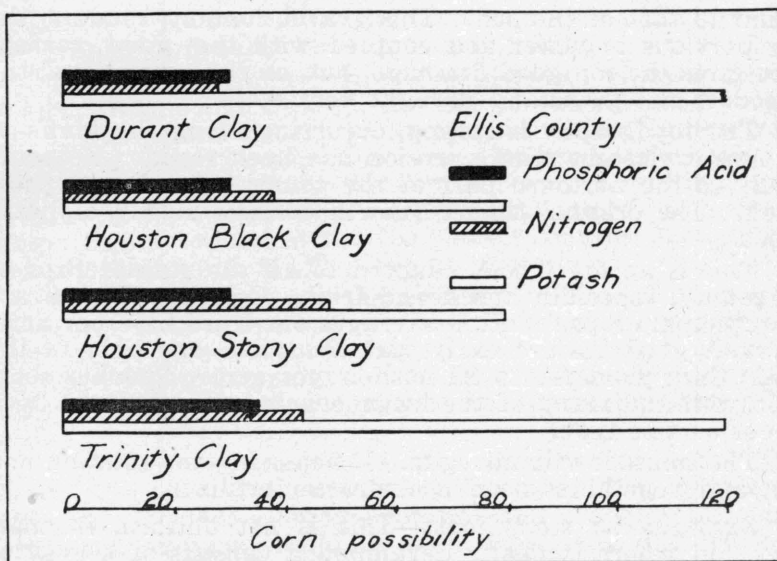 Durant Clay
Ellis County
Phosphoric Acid
Houston Black Clay
Nitrogen
Potash
Houston Stony Clay
Trinity Clay
0 20 40 60 80 100 120
Corn possibility